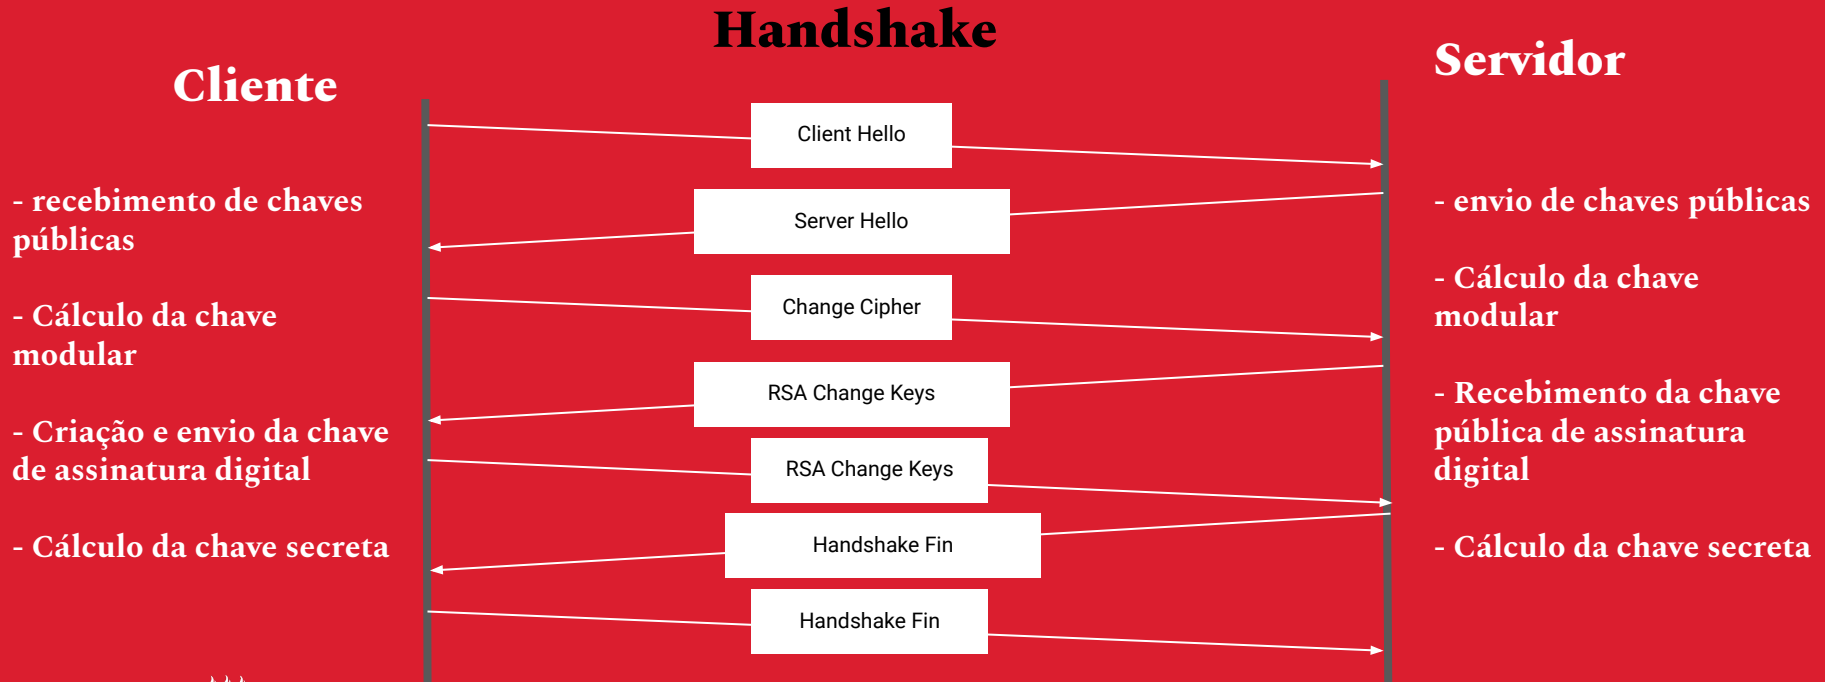 Handshake
Cliente
- recebimento de chaves
públicas
- Cálculo da chave
modular
- Criação e envio da chave
de assinatura digital
- Cálculo da chave secreta
Client Hello
Server Hello
Change Cipher
RSA Change Keys
RSA Change Keys
Handshake Fin
Handshake Fin
Servidor
- envio de chaves públicas
- Cálculo da chave
modular
- Recebimento da chave
pública de assinatura
digital
- Cálculo da chave secreta